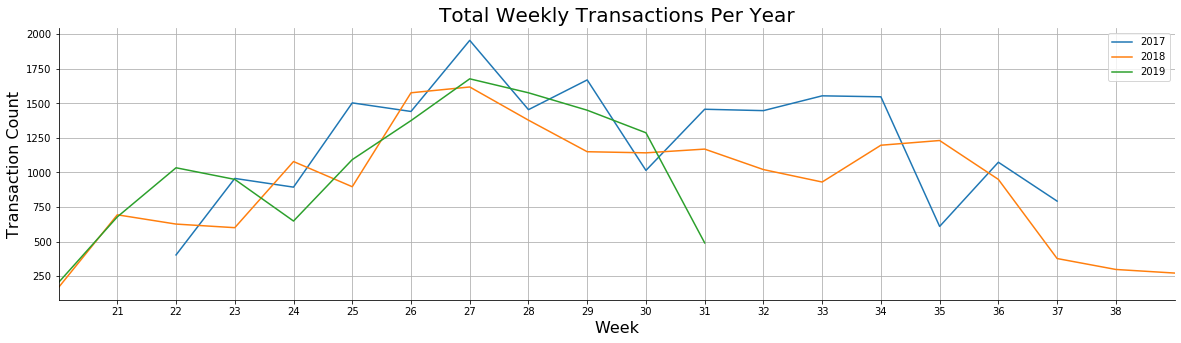 Total Weekly Transactions Per Year
2000
1750
1500
1250
1000
750
500
250
Transaction Count
2017
2018
2019
21 22 23 24 25 26 27 28 29 30 31 32 33 34 35 36 37 38
Week